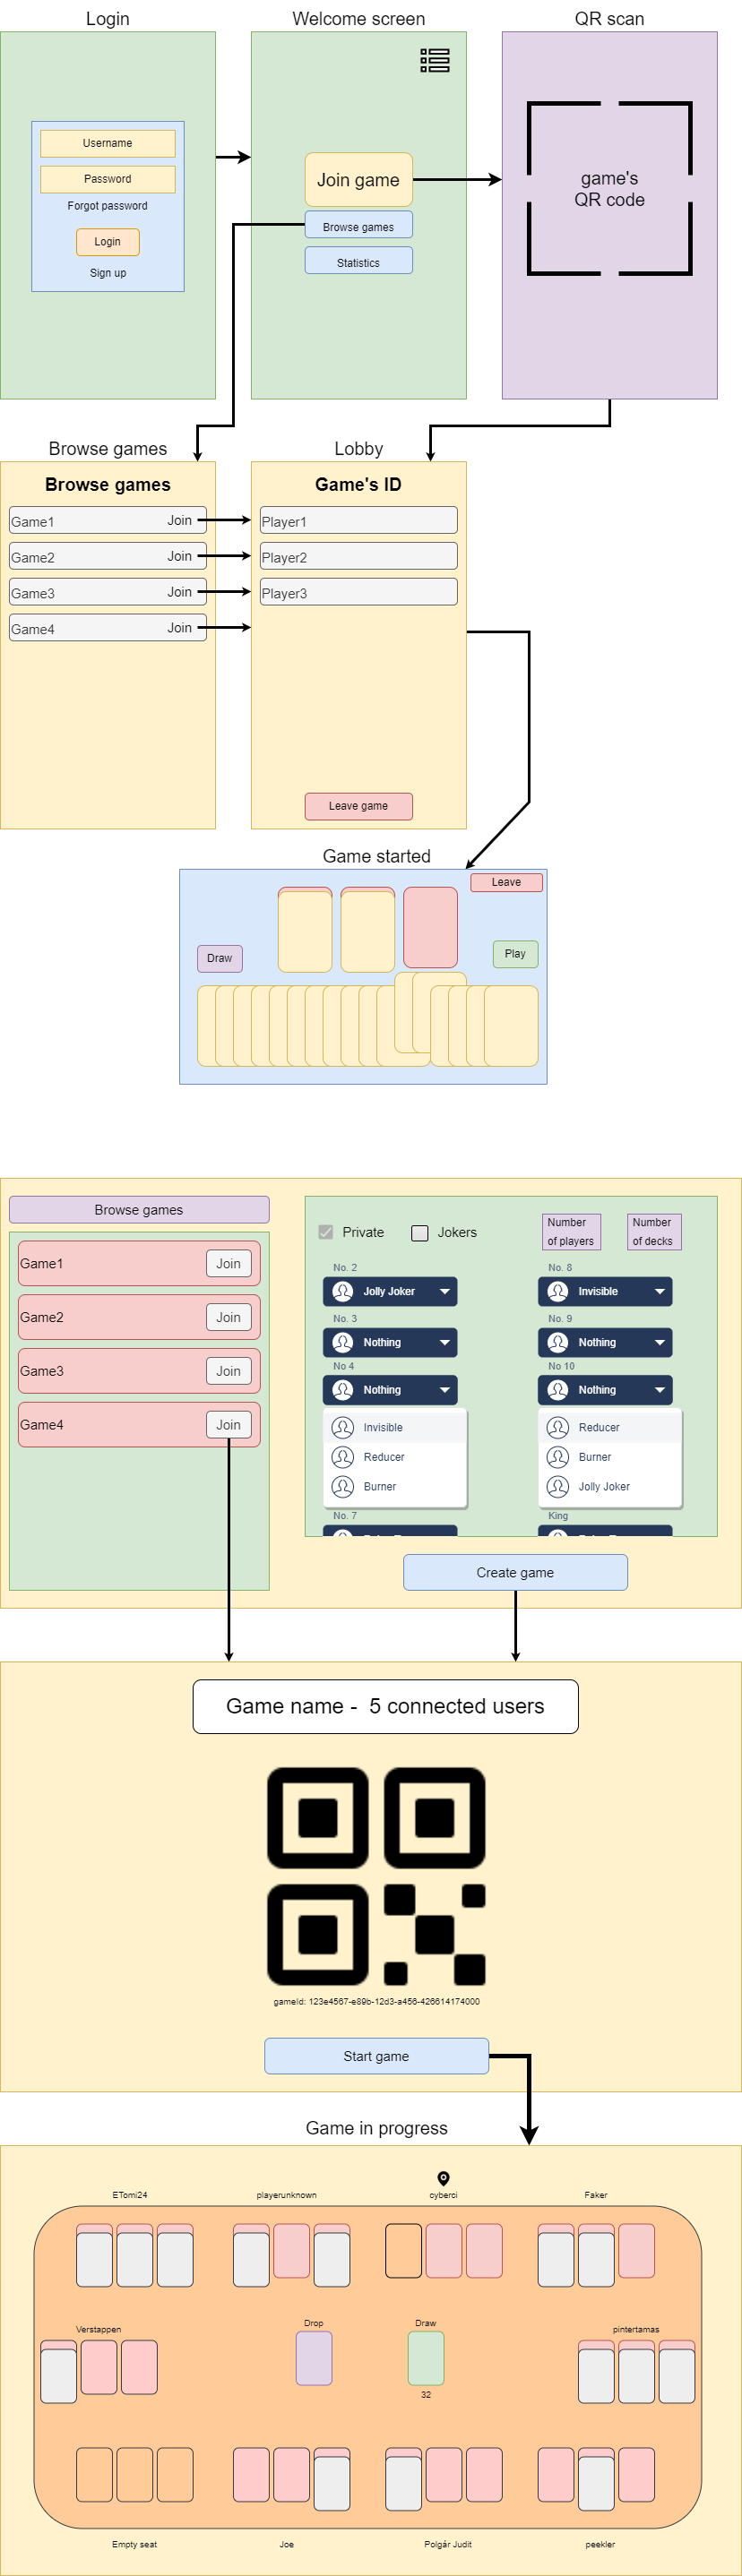 Login
Welcome screen
QR scan
Username
Password
Forgot password
Login
Sign up
Join game
Browse games
Statistics
game's
QR code
Browse games
Lobby
Browse games
Game's ID
Game1 Join
Game2 Join
Game3 Join
Game4 Join
Player1
Player2
Player3
Leave game
Game started
Leave
Draw
Play
Browse games
Game1 Join
Game2 Join
Game3 Join
Game4 Join
Private
Jokers
Number
of players
Number
of decks
No. 2
Jolly Joker
No. 3
Nothing
No 4
Nothing
Invisible
Reducer
Burner
No. 7
No. 8
Invisible
No. 9
Nothing
No 10
Nothing
Reducer
Burner
Jolly Joker
King
Create game
Game name - 5 connected users
gameId: 123e4567-e89b-12d3-a456-426614174000
Start game
Game in progress
ETomi24
playerunknown
cyberci
Faker
Verstappen
Drop
Draw
32
pintertamas
Empty seat
Joe
Polgár Judit
peekler